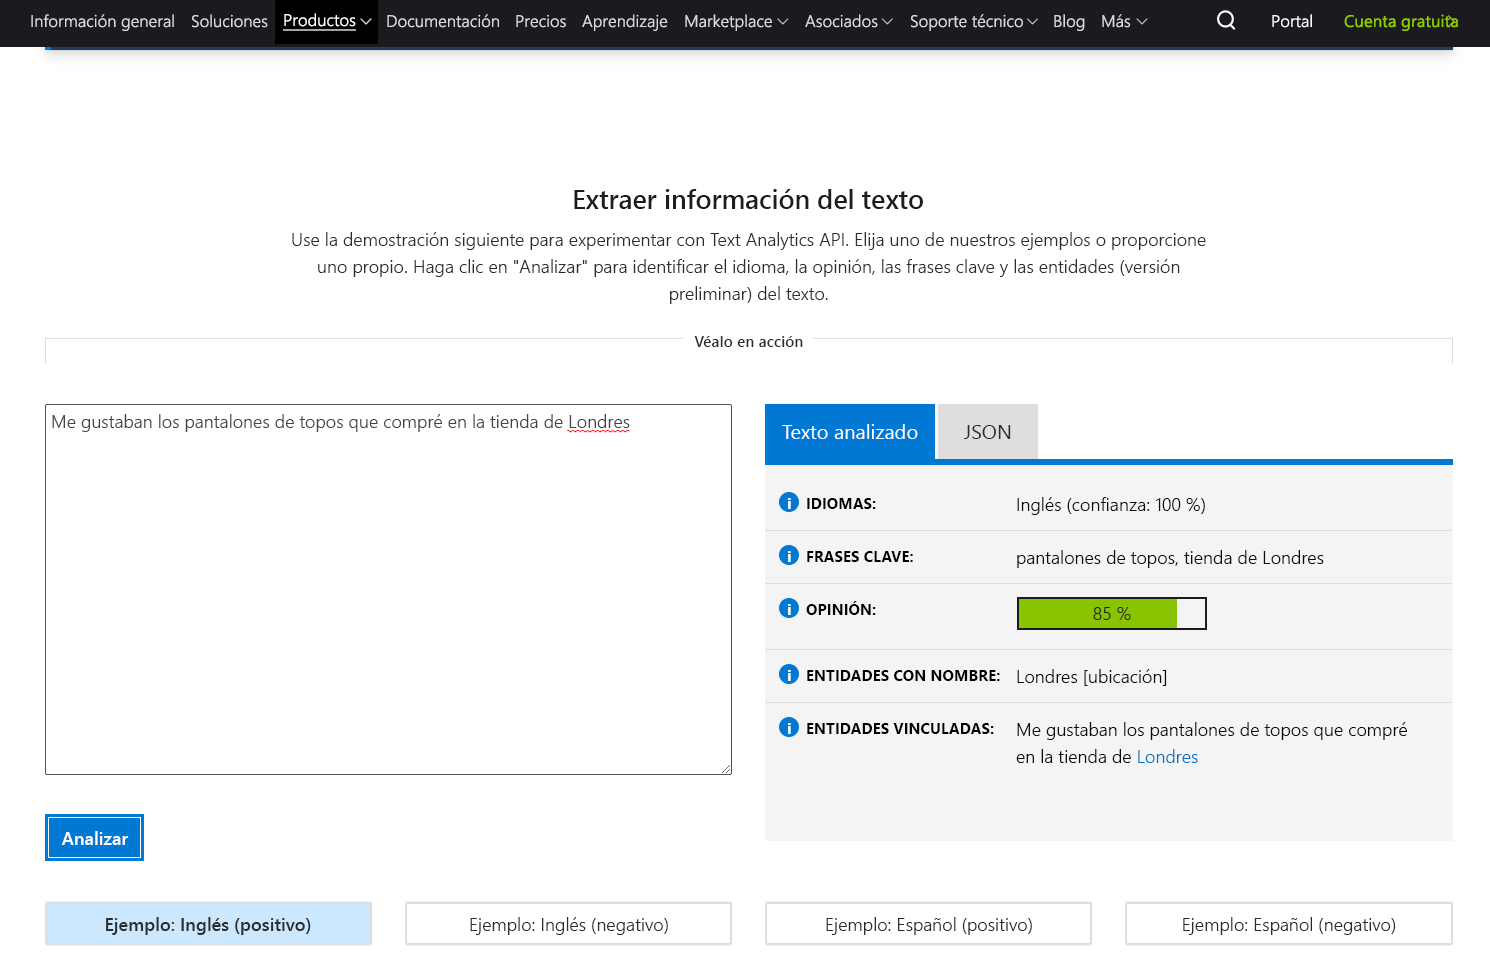 Información general Soluciones Productos Documentación Precios Aprendizaje Marketplace Asociados Soporte técnico Blog Más Portal Cuenta gratuita
Extraer información del texto
Use la demostración siguiente para experimentar con Text Analytics API. Elija uno de nuestros ejemplos o proporcione
uno propio. Haga clic en "Analizar" para identificar el idioma, la opinión, las frases clave y las entidades (versión
preliminar) del texto.
Véalo en acción
Me gustaban los pantalones de topos que compré en la tienda de Londres
Texto analizado JSON
IDIOMAS: Inglés (confianza: 100 %)
FRASES CLAVE: pantalones de topos, tienda de Londres
OPINIÓN: 85 %
ENTIDADES CON NOMBRE: Londres [ubicación]
ENTIDADES VINCULADAS: Me gustaban los pantalones de topos que compré
en la tienda de Londres
Analizar
Ejemplo: Inglés (positivo) Ejemplo: Inglés (negativo) Ejemplo: Español (positivo) Ejemplo: Español (negativo)